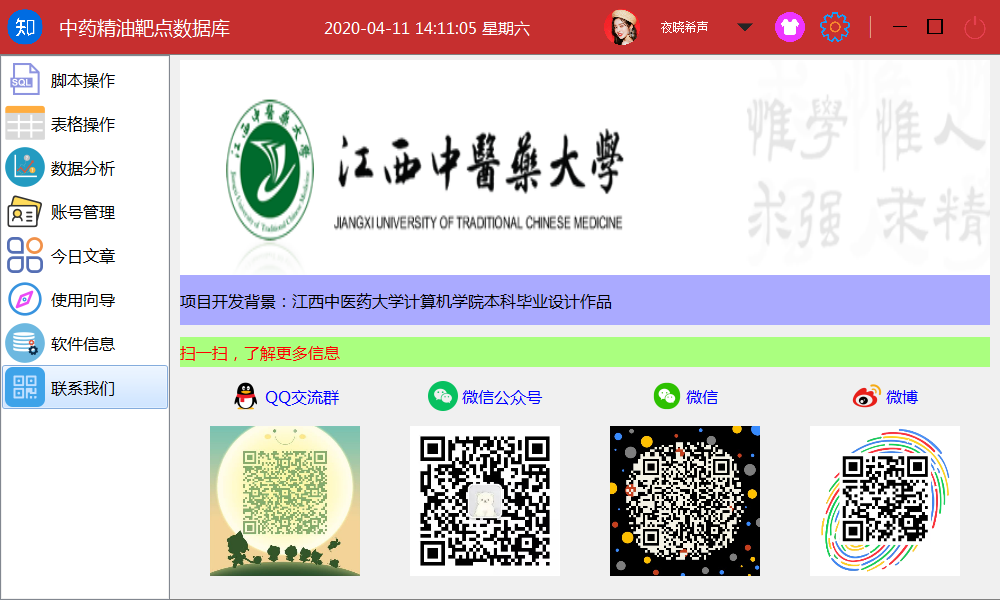 知 中药精油靶点数据库 2020-04-11 14:11:05 星期六 夜晓希声
SQL 脚本操作
表格操作
数据分析
账号管理
今日文章
使用向导
软件信息
联系我们
江西中醫藥大學
JIANGXI UNIVERSITY OF TRADITIONAL CHINESE MEDICINE
惟學 惟人
求强 求精
项目开发背景：江西中医药大学计算机学院本科毕业设计作品
扫一扫，了解更多信息
QQ交流群 微信公众号 微信 微博